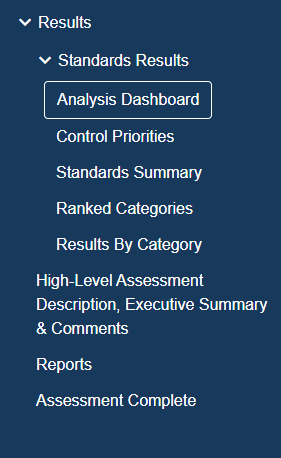 Results
Standards Results
Analysis Dashboard
Control Priorities
Standards Summary
Ranked Categories
Results By Category
High-Level Assessment
Description, Executive Summary
& Comments
Reports
Assessment Complete